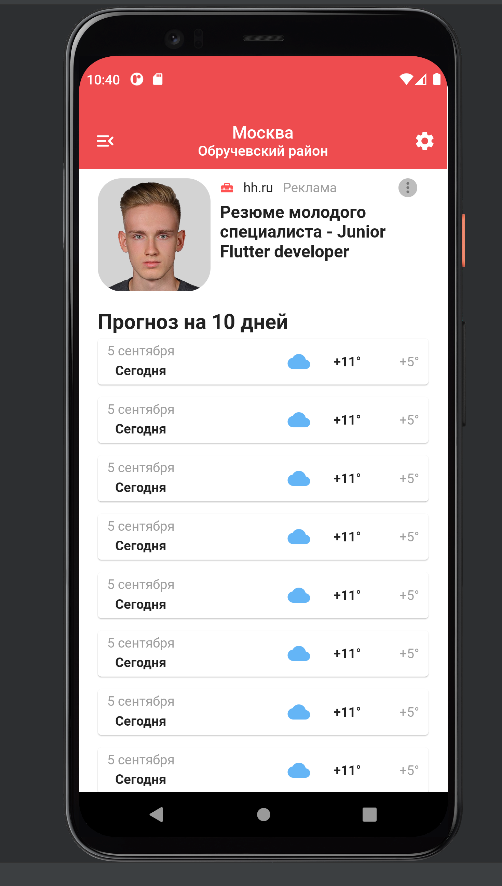 10:40
Москва
Обручевский район
hh.ru Реклама
Резюме молодого
специалиста - Junior
Flutter developer
Прогноз на 10 дней
5 сентября
Сегодня +11° +5°
5 сентября
Сегодня +11° +5°
5 сентября
Сегодня +11° +5°
5 сентября
Сегодня +11° +5°
5 сентября
Сегодня +11° +5°
5 сентября
Сегодня +11° +5°
5 сентября
Сегодня +11° +5°
5 сентября
Сегодня +11° +5°